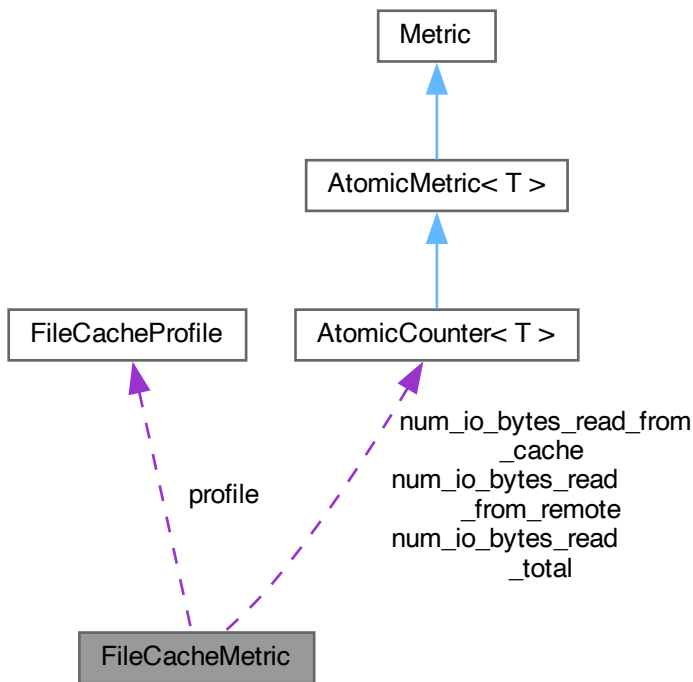 Metric
AtomicMetric< T >
FileCacheProfile
AtomicCounter< T >
num_io_bytes_read_from
_cache
num_io_bytes_read
_from_remote
num_io_bytes_read
_total
profile
FileCacheMetric